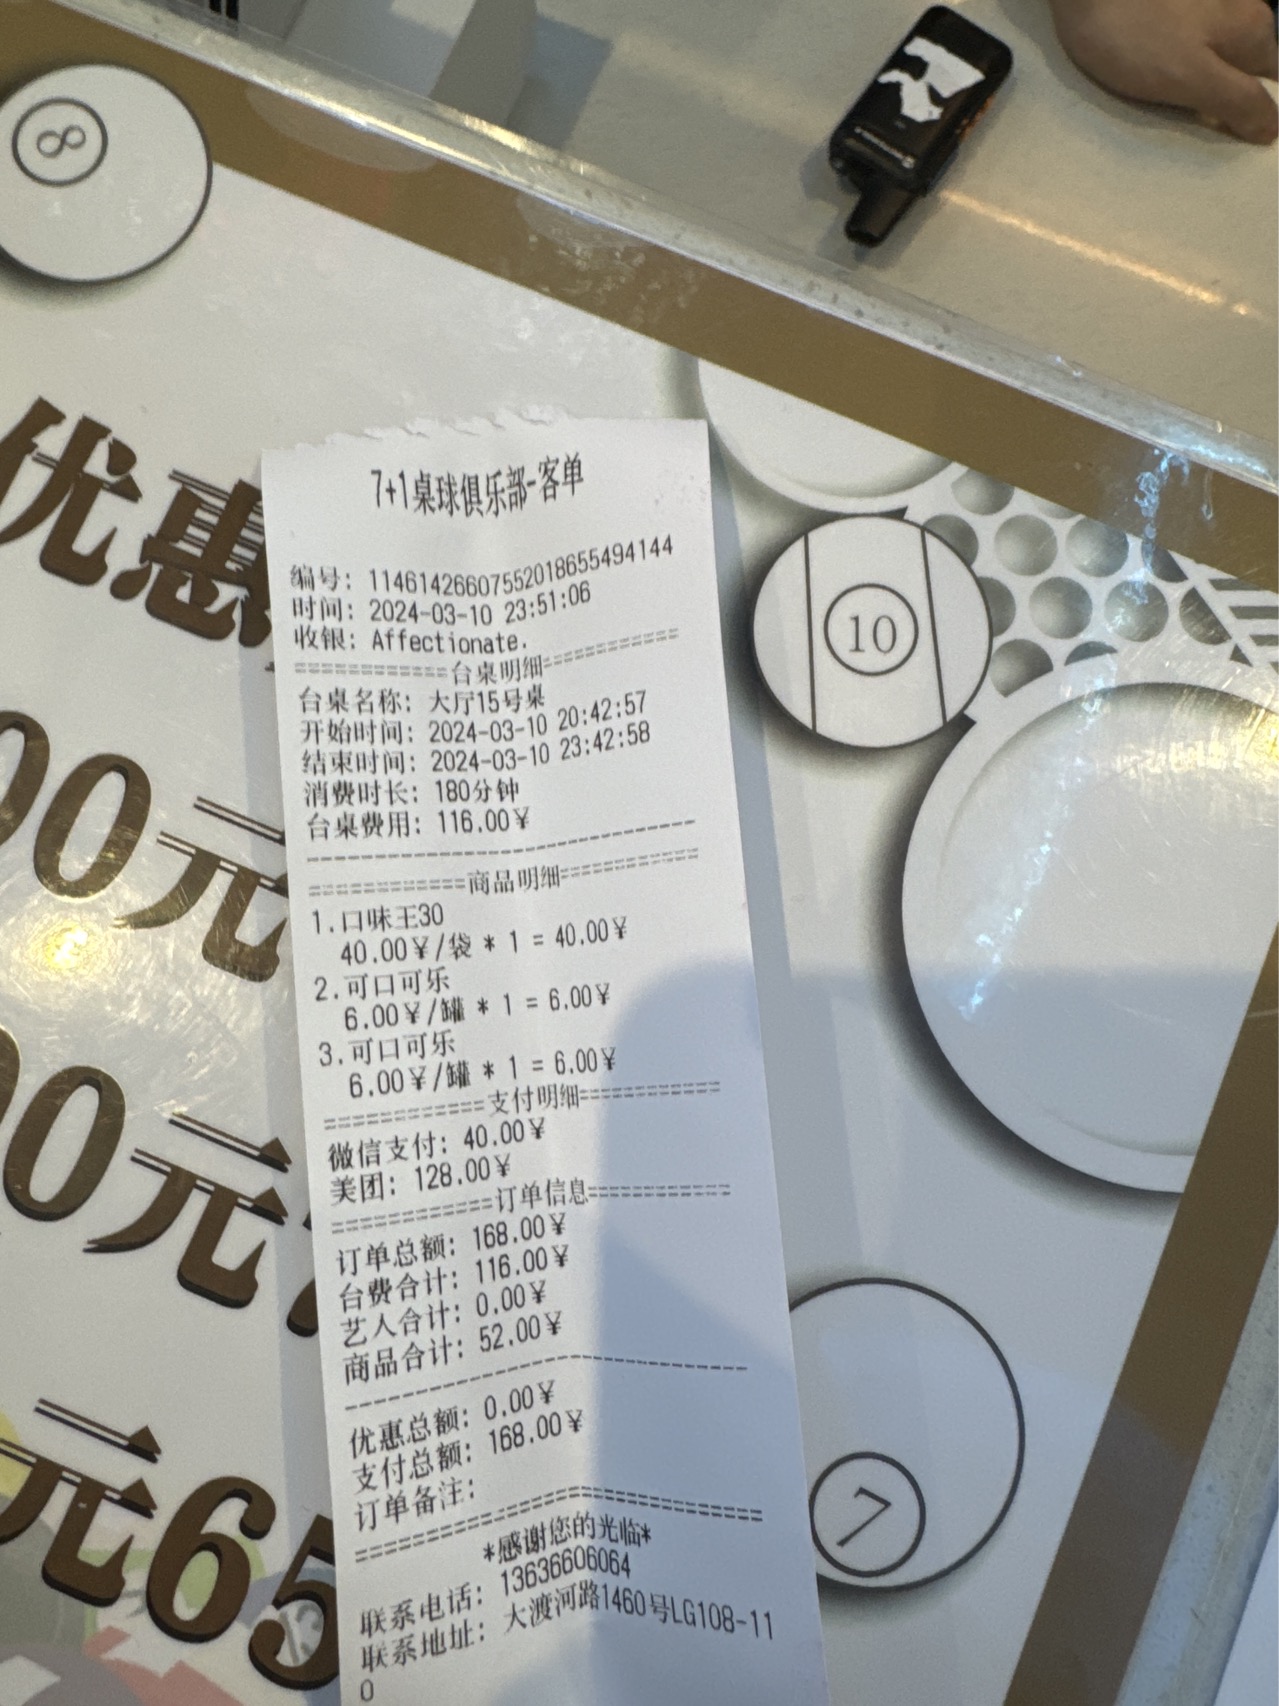 8
优惠
00元
00元
元65
10
7
7+1桌球俱乐部-客单
编号: 1146142660755201865549​4144
时间: 2024-03-10 23:51:06
收银: Affectionate.
===========台桌明细===========
台桌名称: 大厅15号桌
开始时间: 2024-03-10 20:42:57
结束时间: 2024-03-10 23:42:58
消费时长: 180分钟
台桌费用: 116.00¥
--------------------------------
===========商品明细===========
1.口味王30
40.00¥/袋 * 1 = 40.00¥
2.可口可乐
6.00¥/罐 * 1 = 6.00¥
3.可口可乐
6.00¥/罐 * 1 = 6.00¥
===========支付明细===========
微信支付: 40.00¥
美团: 128.00¥
===========订单信息===========
订单总额: 168.00¥
台费合计: 116.00¥
艺人合计: 0.00¥
商品合计: 52.00¥
--------------------------------
优惠总额: 0.00¥
支付总额: 168.00¥
订单备注:
================================
*感谢您的光临*
联系电话: 13636606064
联系地址: 大渡河路1460号LG108-11
0